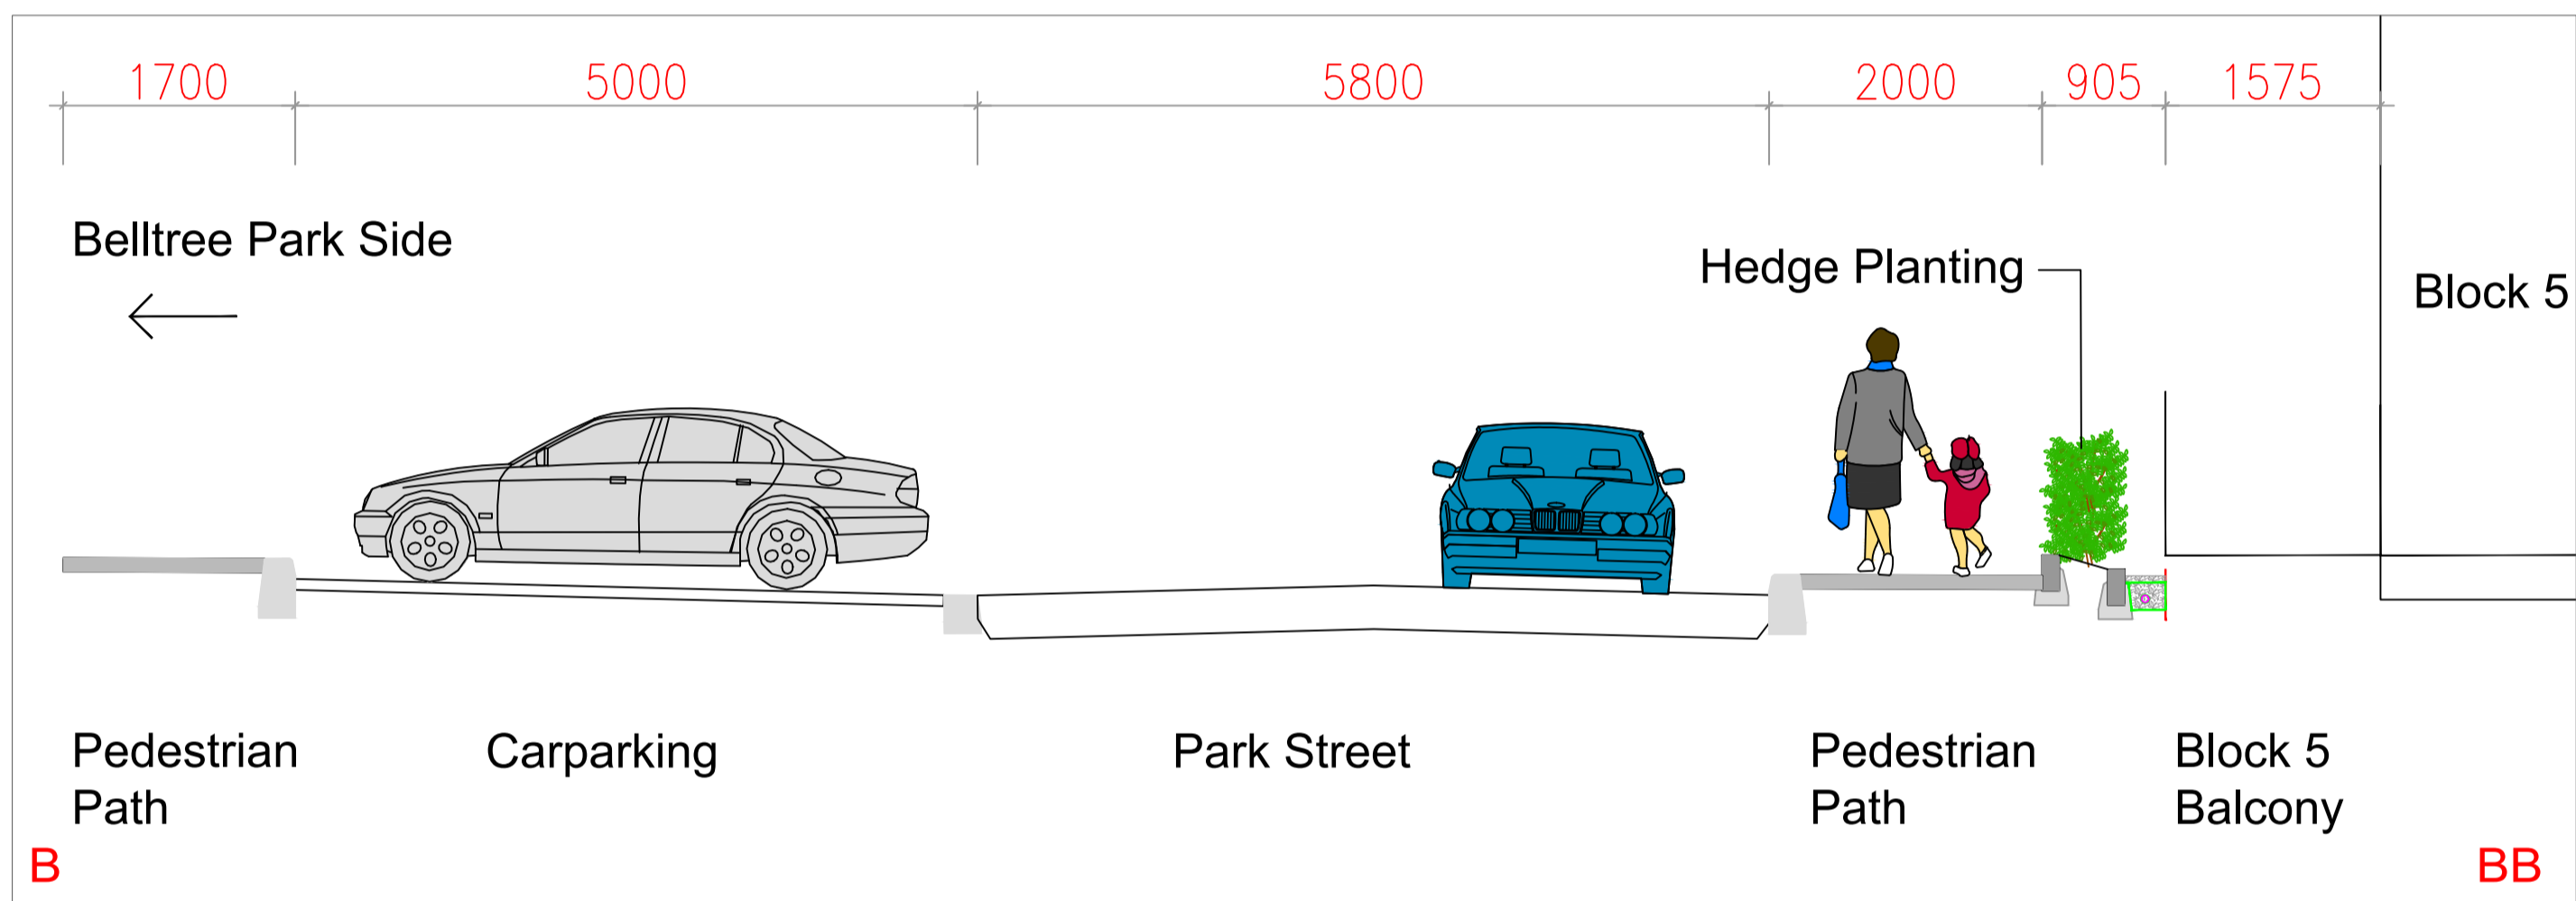 1700 5000 5800 2000 905 1575
Belltree Park Side
Hedge Planting
Block 5
Pedestrian Path
Carparking
Park Street
Pedestrian Path
Block 5 Balcony
B
BB